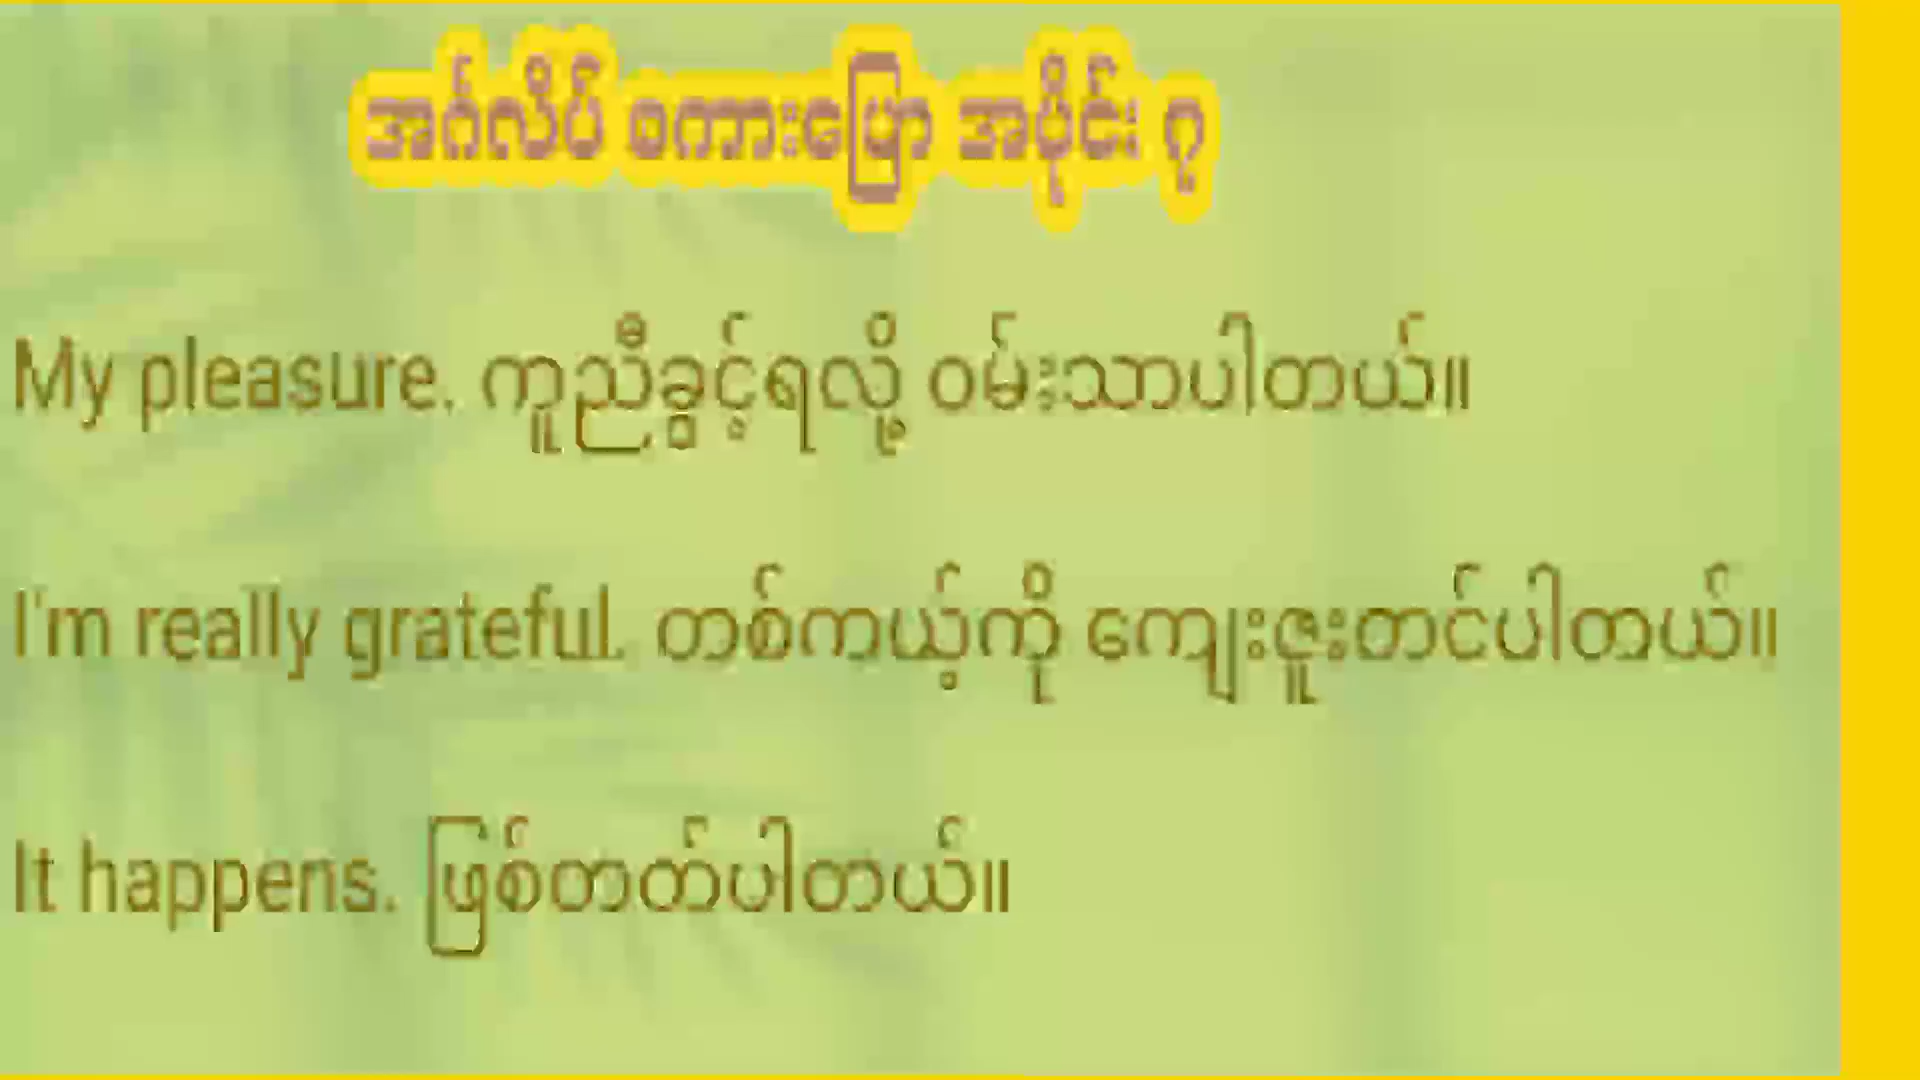 အင်္ဂလိပ် စကားပြော အပိုင်း ၇
My pleasure. ကူညီခွင့်ရလို့ ဝမ်းသာပါတယ်။
I'm really grateful. တစ်ကယ့်ကို ကျေးဇူးတင်ပါတယ်။
It happens. ဖြစ်တတ်ပါတယ်။